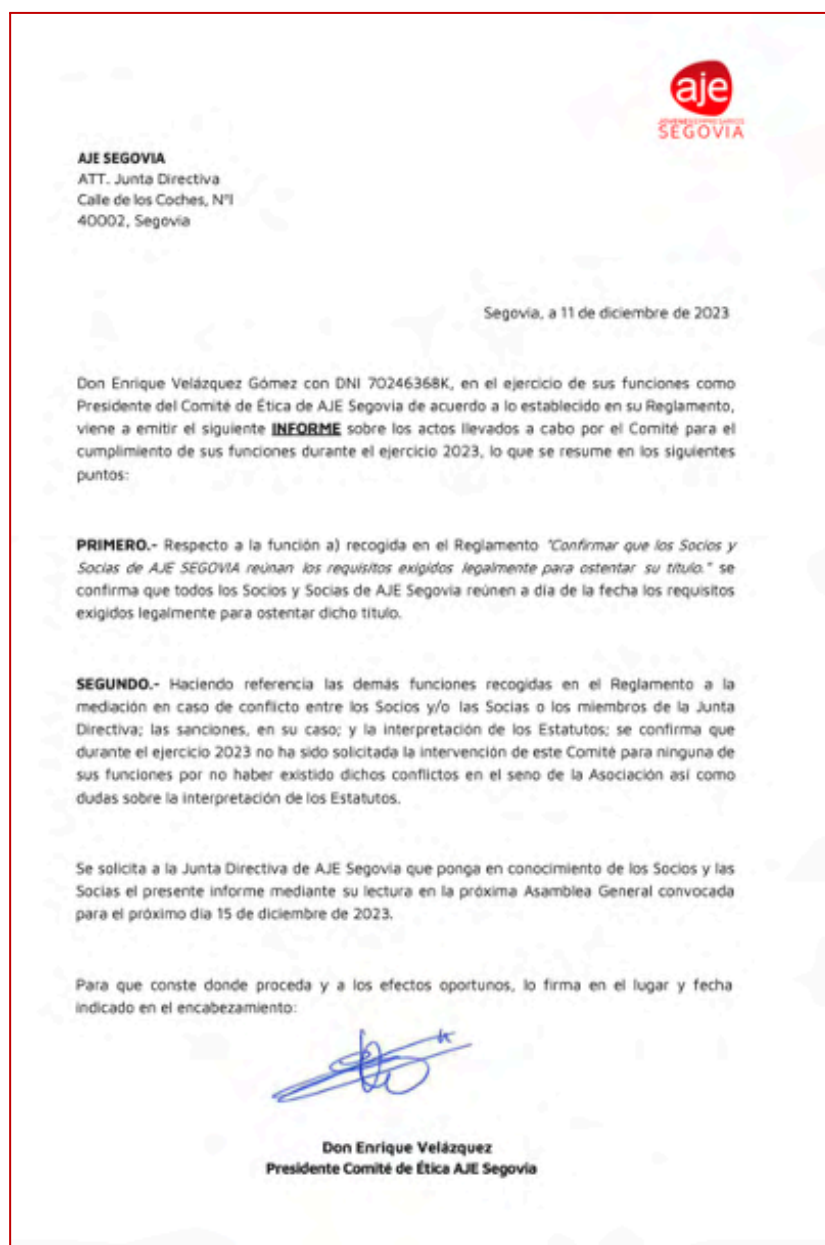 aje
JÓVENES EMPRESARIOS
SEGOVIA
AJE SEGOVIA
ATT. Junta Directiva
Calle de los Coches, Nº1
40002, Segovia
Segovia, a 11 de diciembre de 2023
Don Enrique Velázquez Gómez con DNI 70246368K, en el ejercicio de sus funciones como
Presidente del Comité de Ética de AJE Segovia de acuerdo a lo establecido en su Reglamento,
viene a emitir el siguiente INFORME sobre los actos llevados a cabo por el Comité para el
cumplimiento de sus funciones durante el ejercicio 2023, lo que se resume en los siguientes
puntos:
PRIMERO.- Respecto a la función a) recogida en el Reglamento "Confirmar que los Socios y
Socias de AJE SEGOVIA reúnan los requisitos exigidos legalmente para ostentar su título." se
confirma que todos los Socios y Socias de AJE Segovia reúnen a día de la fecha los requisitos
exigidos legalmente para ostentar dicho título.
SEGUNDO.- Haciendo referencia las demás funciones recogidas en el Reglamento a la
mediación en caso de conflicto entre los Socios y/o las Socias o los miembros de la Junta
Directiva; las sanciones, en su caso; y la interpretación de los Estatutos; se confirma que
durante el ejercicio 2023 no ha sido solicitada la intervención de este Comité para ninguna de
sus funciones por no haber existido dichos conflictos en el seno de la Asociación así como
dudas sobre la interpretación de los Estatutos.
Se solicita a la Junta Directiva de AJE Segovia que ponga en conocimiento de los Socios y las
Socias el presente informe mediante su lectura en la próxima Asamblea General convocada
para el próximo día 15 de diciembre de 2023.
Para que conste donde proceda y a los efectos oportunos, lo firma en el lugar y fecha
indicado en el encabezamiento:
Don Enrique Velázquez
Presidente Comité de Ética AJE Segovia